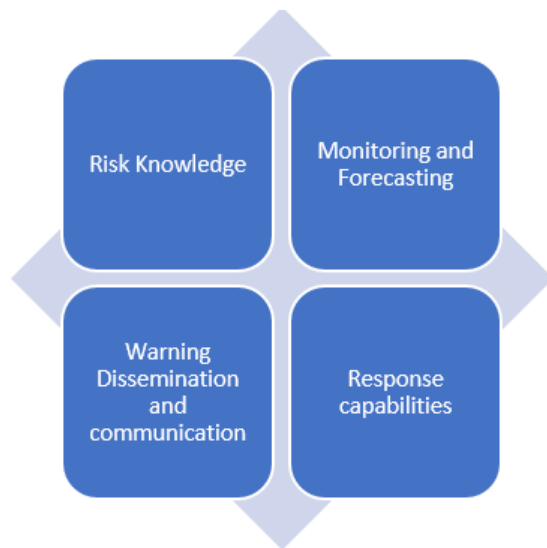 Risk Knowledge
Monitoring and
Forecasting
Warning
Dissemination
and
communication
Response
capabilities